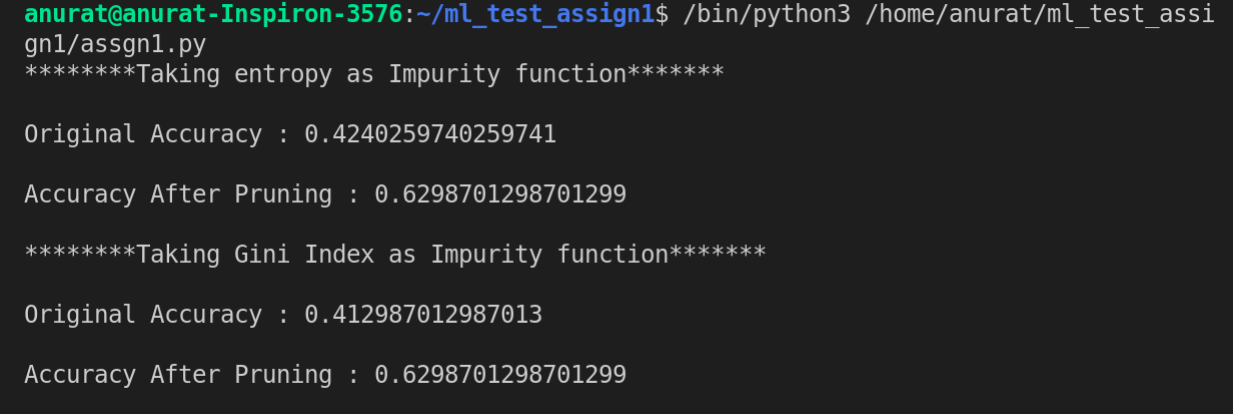 anurat@anurat-Inspiron-3576:~/ml_test_assign1$ /bin/python3 /home/anurat/ml_test_assi
gn1/assgn1.py
********Taking entropy as Impurity function*******
Original Accuracy : 0.4240259740259741
Accuracy After Pruning : 0.6298701298701299
********Taking Gini Index as Impurity function*******
Original Accuracy : 0.412987012987013
Accuracy After Pruning : 0.6298701298701299